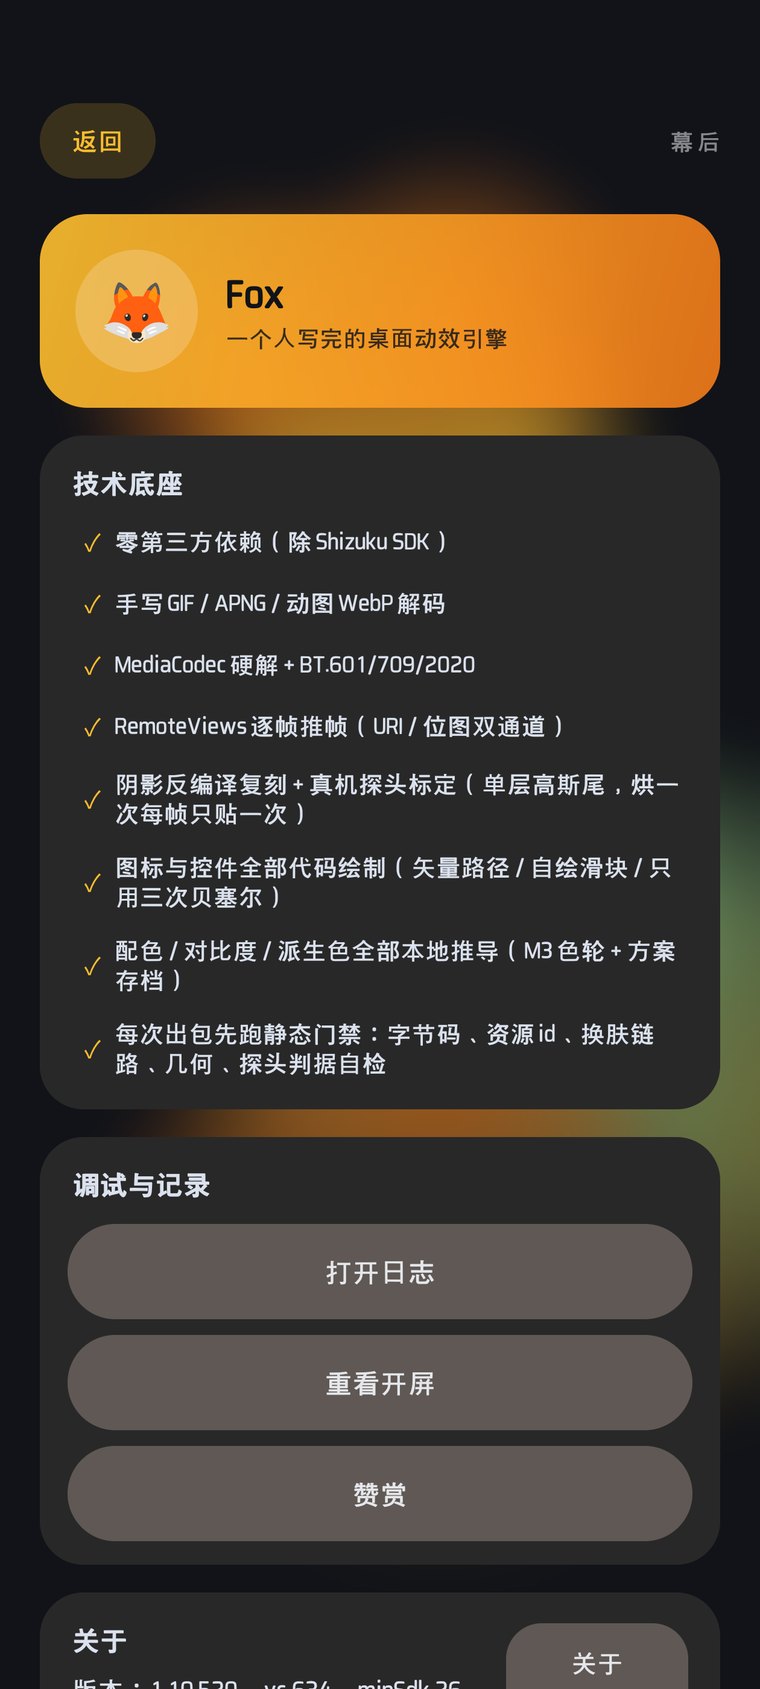 返回
幕后
Fox
一个人写完的桌面动效引擎
技术底座
✓ 零第三方依赖（除 Shizuku SDK）
✓ 手写 GIF / APNG / 动图 WebP 解码
✓ MediaCodec 硬解 + BT.601/709/2020
✓ RemoteViews 逐帧推帧（URI / 位图双通道）
✓ 阴影反编译复刻 + 真机探头标定（单层高斯尾，烘一
次每帧只贴一次）
✓ 图标与控件全部代码绘制（矢量路径 / 自绘滑块 / 只
用三次贝塞尔）
✓ 配色 / 对比度 / 派生色全部本地推导（M3 色轮 + 方案
存档）
✓ 每次出包先跑静态门禁：字节码、资源 id、换肤链
路、几何、探头判据自检
调试与记录
打开日志
重看开屏
赞赏
关于
关于
版本：1.10.520 vc 624 minSdk 26